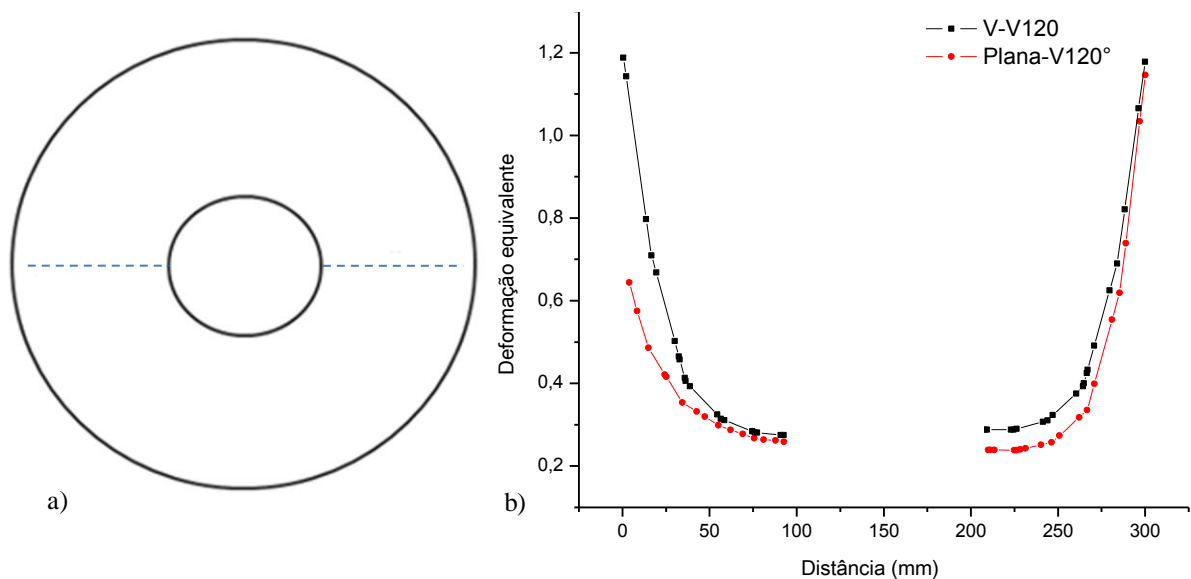 a)
b)
V-V120
Plana-V120°
Deformação equivalente
1,2
1,0
0,8
0,6
0,4
0,2
0 50 100 150 200 250 300
Distância (mm)